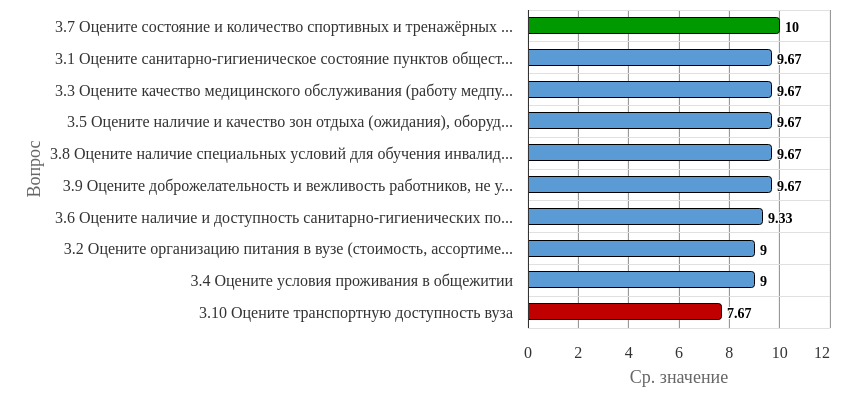 3.7 Оцените состояние и количество спортивных и тренажёрных ... 10
3.1 Оцените санитарно-гигиеническое состояние пунктов общест... 9.67
3.3 Оцените качество медицинского обслуживания (работу медпу... 9.67
3.5 Оцените наличие и качество зон отдыха (ожидания), оборуд... 9.67
3.8 Оцените наличие специальных условий для обучения инвалид... 9.67
3.9 Оцените доброжелательность и вежливость работников, не у... 9.67
3.6 Оцените наличие и доступность санитарно-гигиенических по... 9.33
3.2 Оцените организацию питания в вузе (стоимость, ассортиме... 9
3.4 Оцените условия проживания в общежитии 9
3.10 Оцените транспортную доступность вуза 7.67
Вопрос
0 2 4 6 8 10 12
Ср. значение